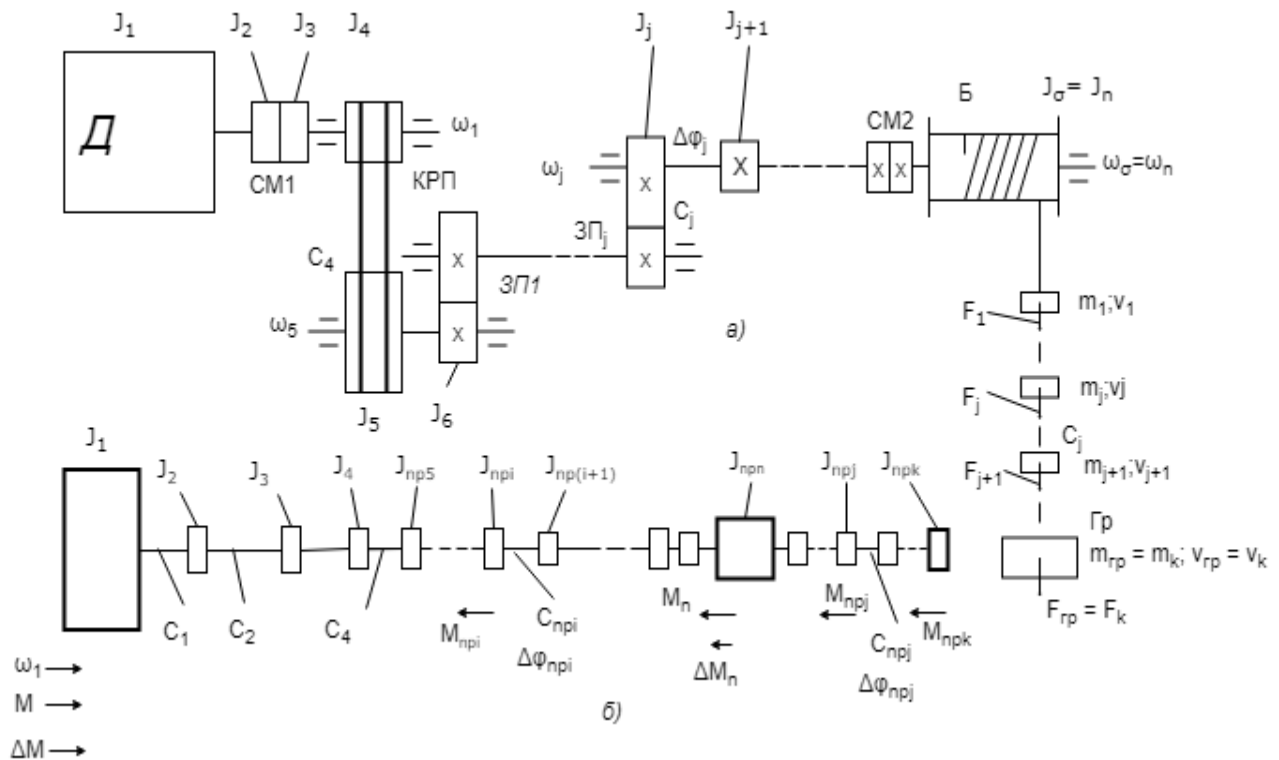 J₁ J₂ J₃ J₄ Jⱼ Jⱼ₊₁
Д
СМ1
КРП
ω₁
ωⱼ
Δφⱼ
X
X
СМ2
X X
Б
Jσ = Jₙ
ωσ=ωₙ
Cⱼ
ЗПⱼ
X
C₄
X
ЗП1
ω₅
X
J₅
J₆
а)
F₁
m₁;v₁
Fⱼ
mⱼ;vj
Cⱼ
Fⱼ₊₁
mⱼ₊₁;vⱼ₊₁
Гр
mгр = mₖ; vгр = vₖ
Fгр = Fₖ
J₁
J₂ J₃ J₄ Jпр5 Jпрi Jпр(i+1) Jпрn Jпрj Jпрk
C₁ C₂ C₄
Mпрi
Cпрi
Δφпрi
Mₙ
ΔMₙ
Mпрj
Cпрj
Δφпрj
Mпрk
ω₁
M
ΔM
б)